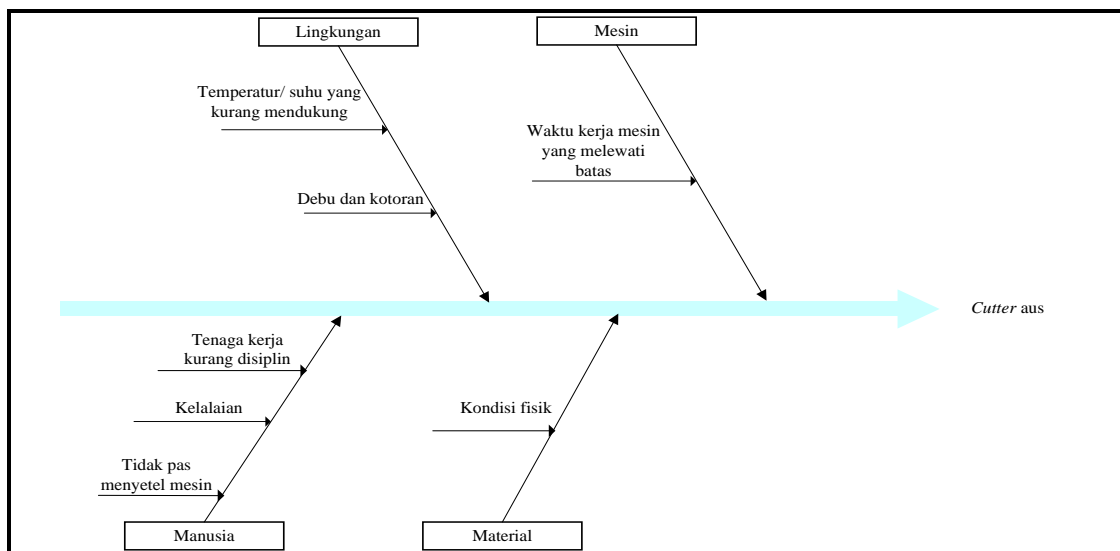 Lingkungan
Mesin
Temperatur/ suhu yang
kurang mendukung
Waktu kerja mesin
yang melewati
batas
Debu dan kotoran
Cutter aus
Tenaga kerja
kurang disiplin
Kelalaian
Kondisi fisik
Tidak pas
menyetel mesin
Manusia
Material